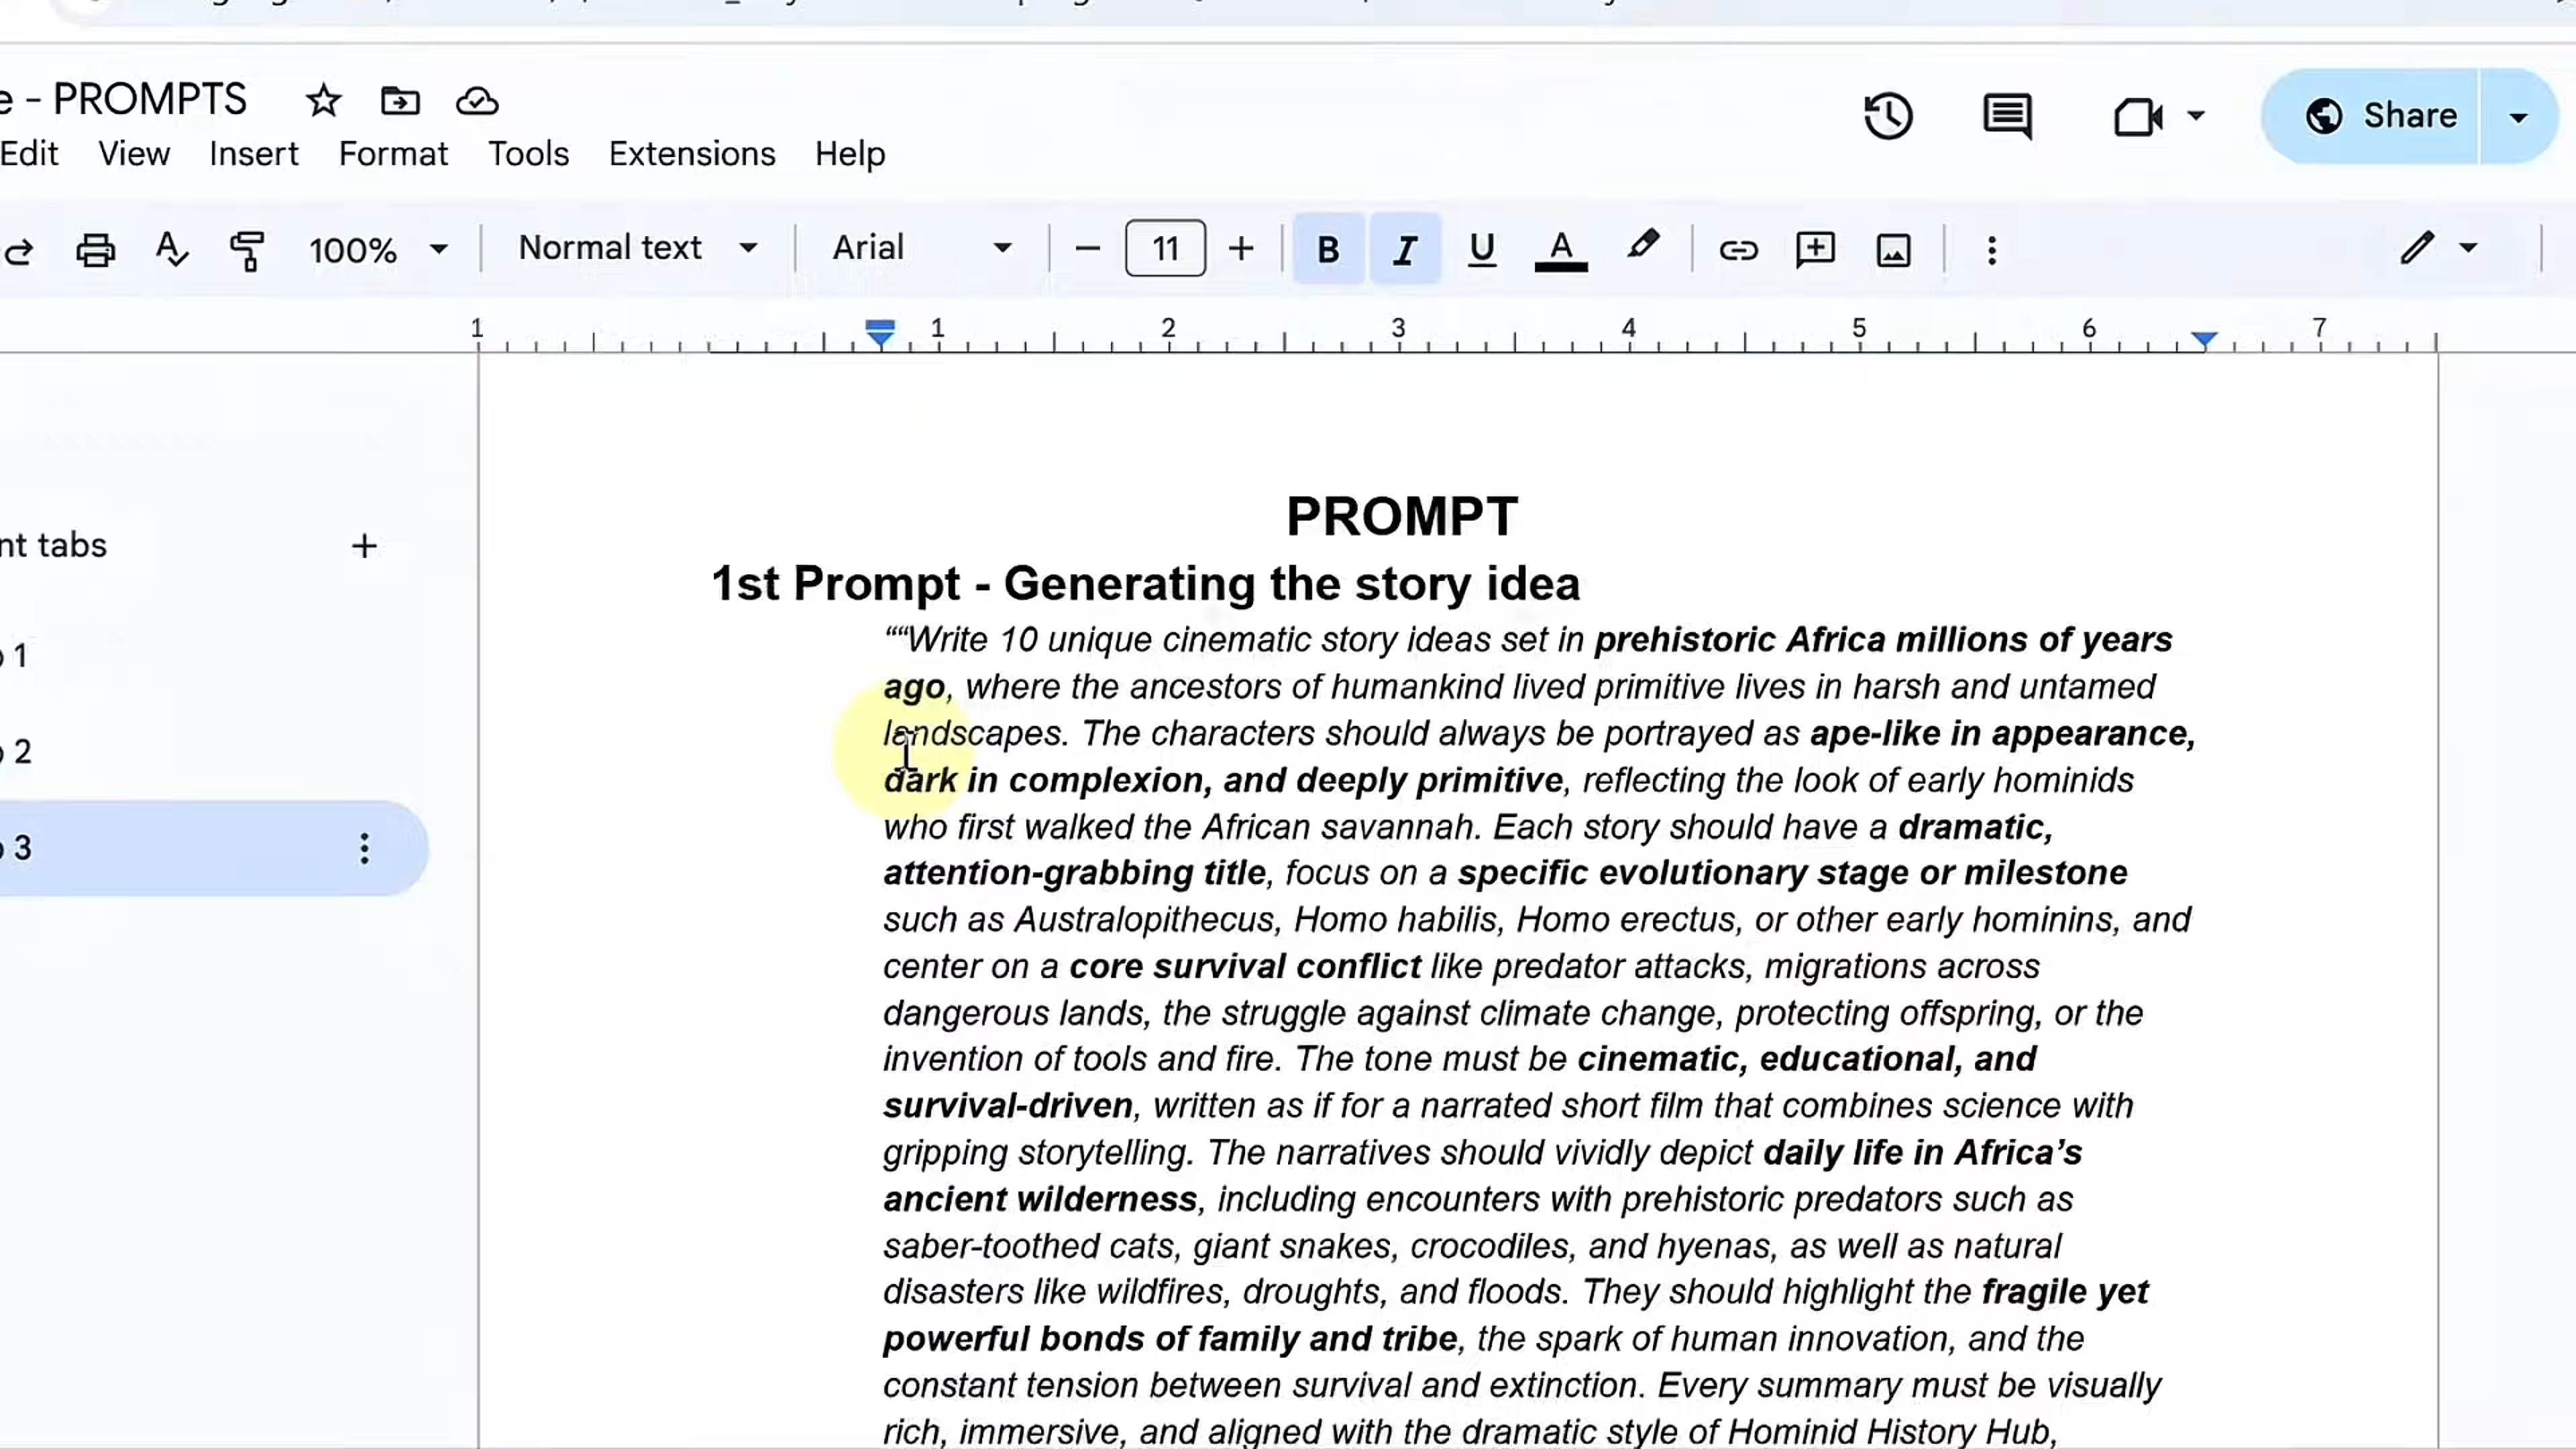 e - PROMPTS
Share
Edit View Insert Format Tools Extensions Help
100% Normal text Arial 11 B I U A
1 1 2 3 4 5 6 7
nt tabs
1
2
3
PROMPT
1st Prompt - Generating the story idea
““Write 10 unique cinematic story ideas set in prehistoric Africa millions of years
ago, where the ancestors of humankind lived primitive lives in harsh and untamed
landscapes. The characters should always be portrayed as ape-like in appearance,
dark in complexion, and deeply primitive, reflecting the look of early hominids
who first walked the African savannah. Each story should have a dramatic,
attention-grabbing title, focus on a specific evolutionary stage or milestone
such as Australopithecus, Homo habilis, Homo erectus, or other early hominins, and
center on a core survival conflict like predator attacks, migrations across
dangerous lands, the struggle against climate change, protecting offspring, or the
invention of tools and fire. The tone must be cinematic, educational, and
survival-driven, written as if for a narrated short film that combines science with
gripping storytelling. The narratives should vividly depict daily life in Africa’s
ancient wilderness, including encounters with prehistoric predators such as
saber-toothed cats, giant snakes, crocodiles, and hyenas, as well as natural
disasters like wildfires, droughts, and floods. They should highlight the fragile yet
powerful bonds of family and tribe, the spark of human innovation, and the
constant tension between survival and extinction. Every summary must be visually
rich, immersive, and aligned with the dramatic style of Hominid History Hub,